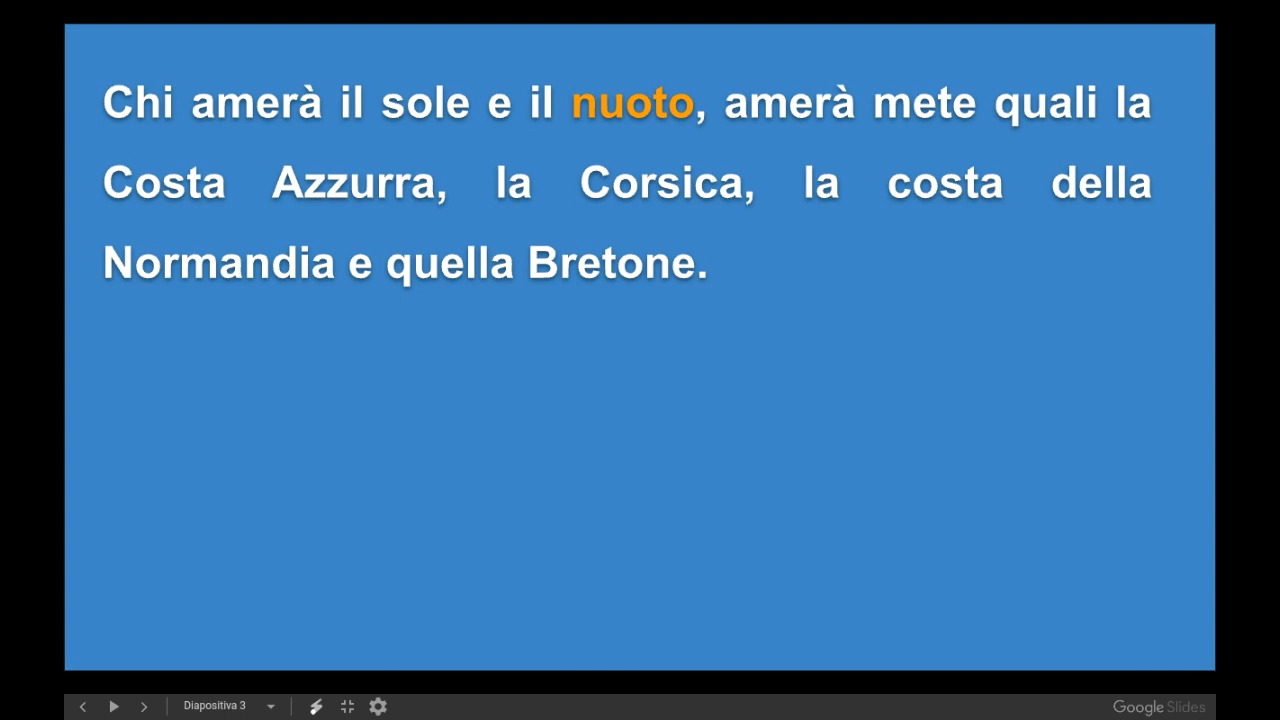 Chi amerà il sole e il nuoto, amerà mete quali la
Costa Azzurra, la Corsica, la costa della
Normandia e quella Bretone.
Diapositiva 3
Google Slides